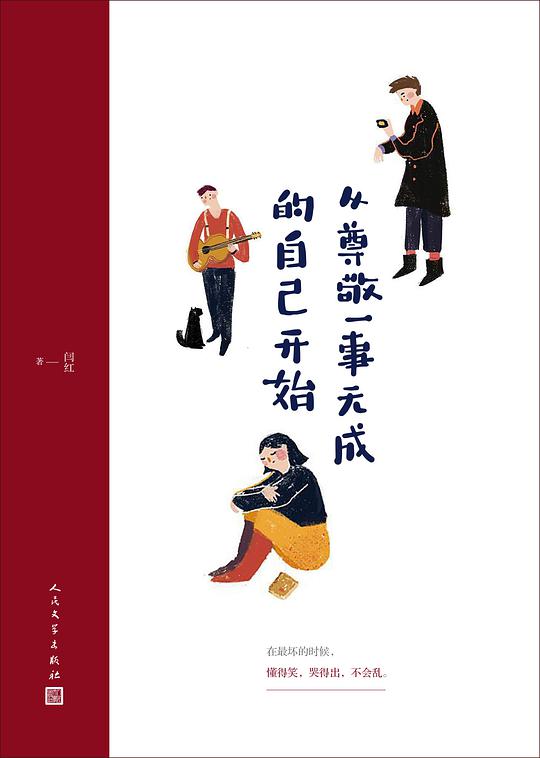 从尊敬一事无成
的自己开始
闫红
著
人民文学出版社
在最坏的时候，
懂得笑，哭得出，不会乱。